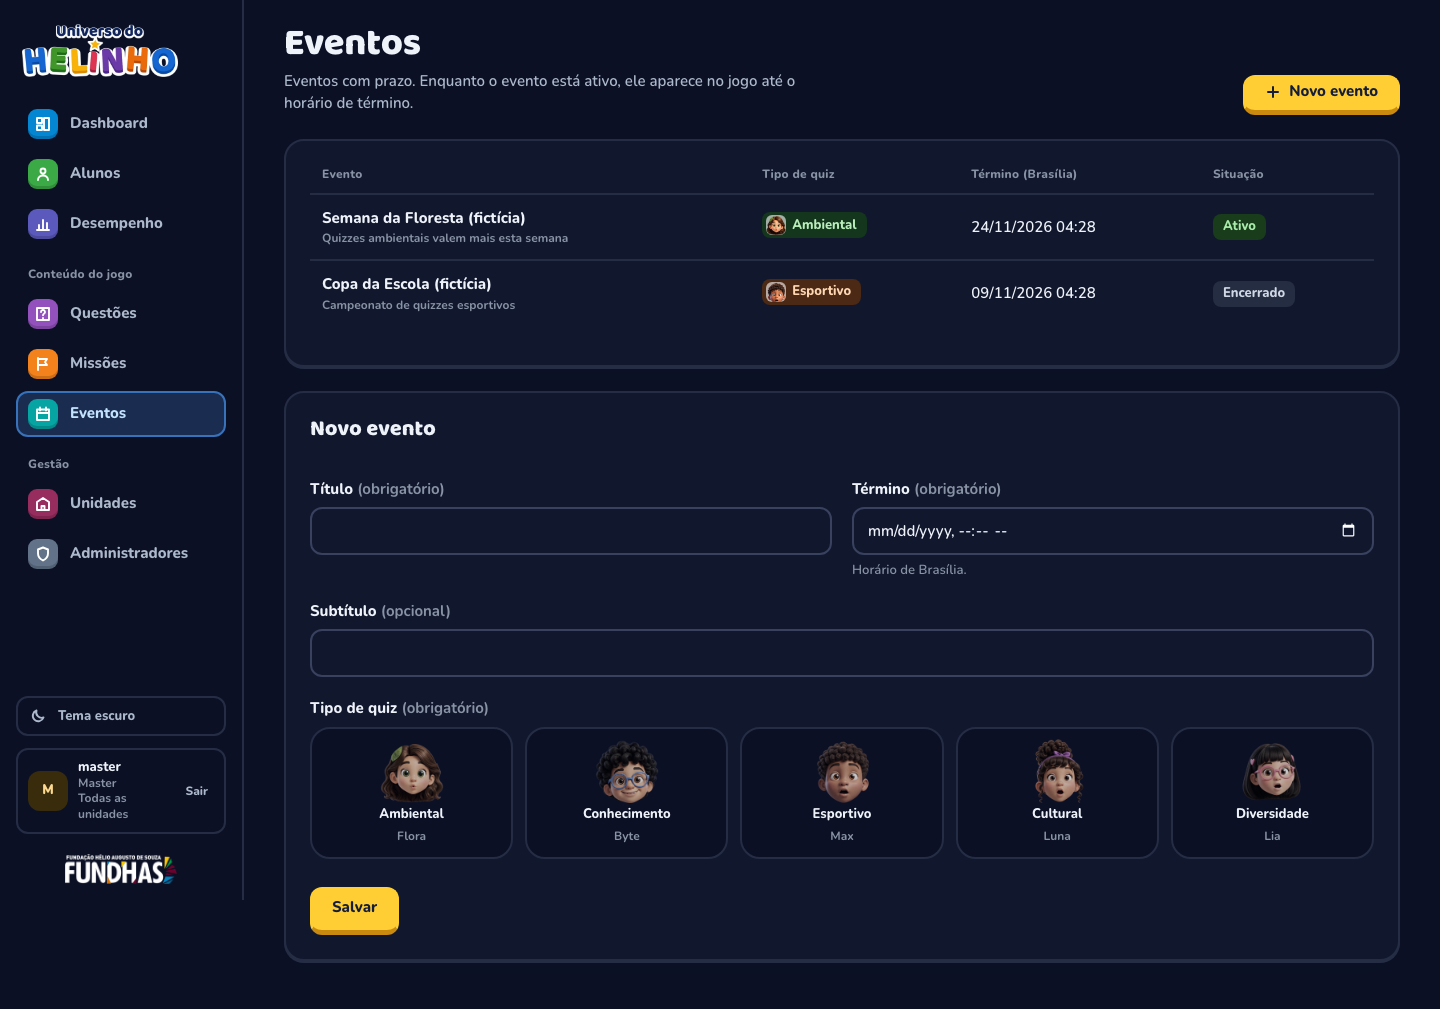 Universo do
HELINHO
Dashboard
Alunos
Desempenho
Conteúdo do jogo
Questões
Missões
Eventos
Gestão
Unidades
Administradores
Tema escuro
M
master
Master
Todas as
unidades
Sair
FUNDAÇÃO HÉLIO AUGUSTO DE SOUZA
FUNDHAS
Eventos
Eventos com prazo. Enquanto o evento está ativo, ele aparece no jogo até o
horário de término.
+ Novo evento
Evento Tipo de quiz Término (Brasília) Situação
Semana da Floresta (fictícia)
Quizzes ambientais valem mais esta semana
Ambiental 24/11/2026 04:28 Ativo
Copa da Escola (fictícia)
Campeonato de quizzes esportivos
Esportivo 09/11/2026 04:28 Encerrado
Novo evento
Título (obrigatório)
Término (obrigatório)
mm/dd/yyyy, --:-- --
Horário de Brasília.
Subtítulo (opcional)
Tipo de quiz (obrigatório)
Ambiental
Flora
Conhecimento
Byte
Esportivo
Max
Cultural
Luna
Diversidade
Lia
Salvar